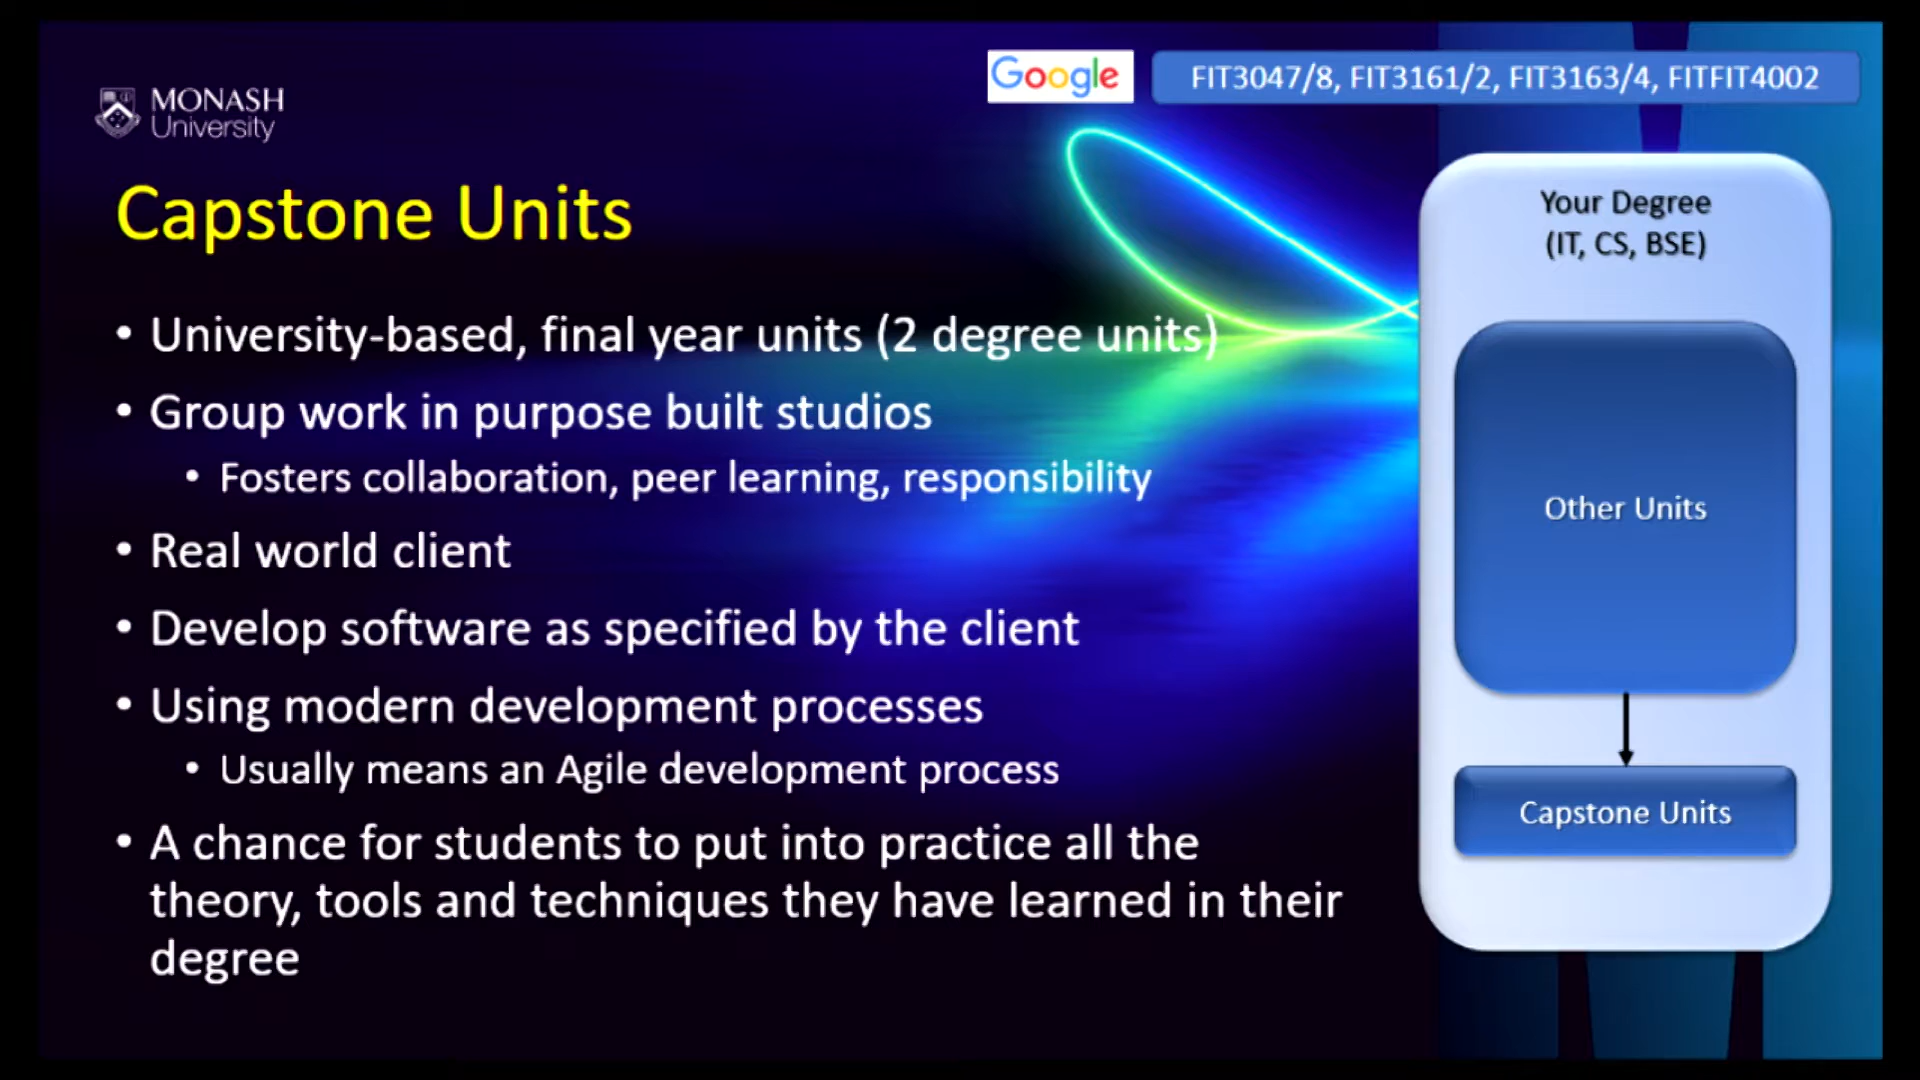 MONASH
University
Google
FIT3047/8, FIT3161/2, FIT3163/4, FITFIT4002
Capstone Units
• University-based, final year units (2 degree units)
• Group work in purpose built studios
• Fosters collaboration, peer learning, responsibility
• Real world client
• Develop software as specified by the client
• Using modern development processes
• Usually means an Agile development process
• A chance for students to put into practice all the
theory, tools and techniques they have learned in their
degree
Your Degree
(IT, CS, BSE)
Other Units
Capstone Units